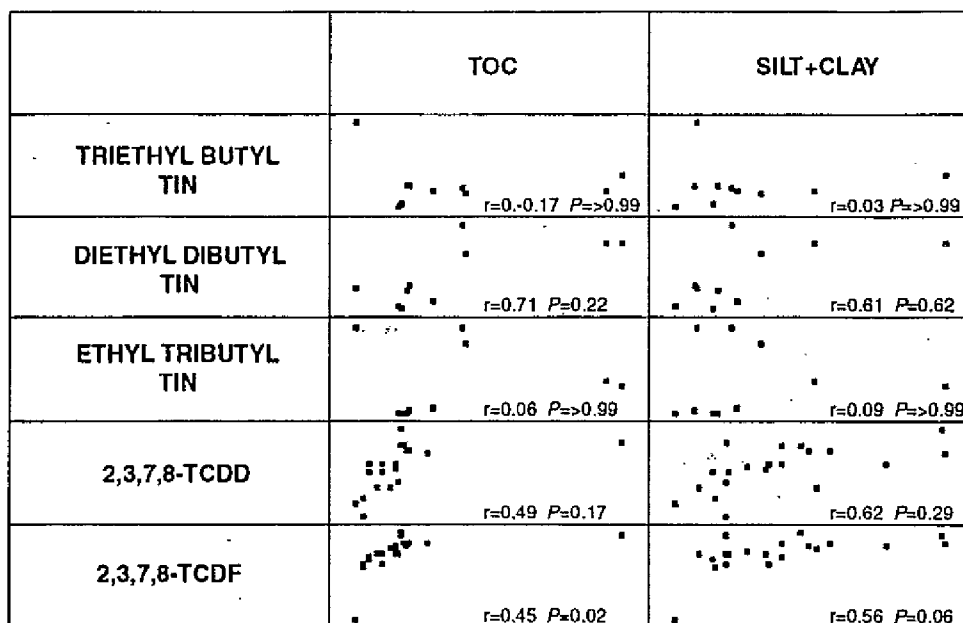 TOC
SILT+CLAY
TRIETHYL BUTYL
TIN
r=0.-0.17 P=>0.99
r=0.03 P=>0.99
DIETHYL DIBUTYL
TIN
r=0.71 P=0.22
r=0.61 P=0.62
ETHYL TRIBUTYL
TIN
r=0.06 P=>0.99
r=0.09 P=>0.99
2,3,7,8-TCDD
r=0.49 P=0.17
r=0.62 P=0.29
2,3,7,8-TCDF
r=0.45 P=0.02
r=0.56 P=0.06